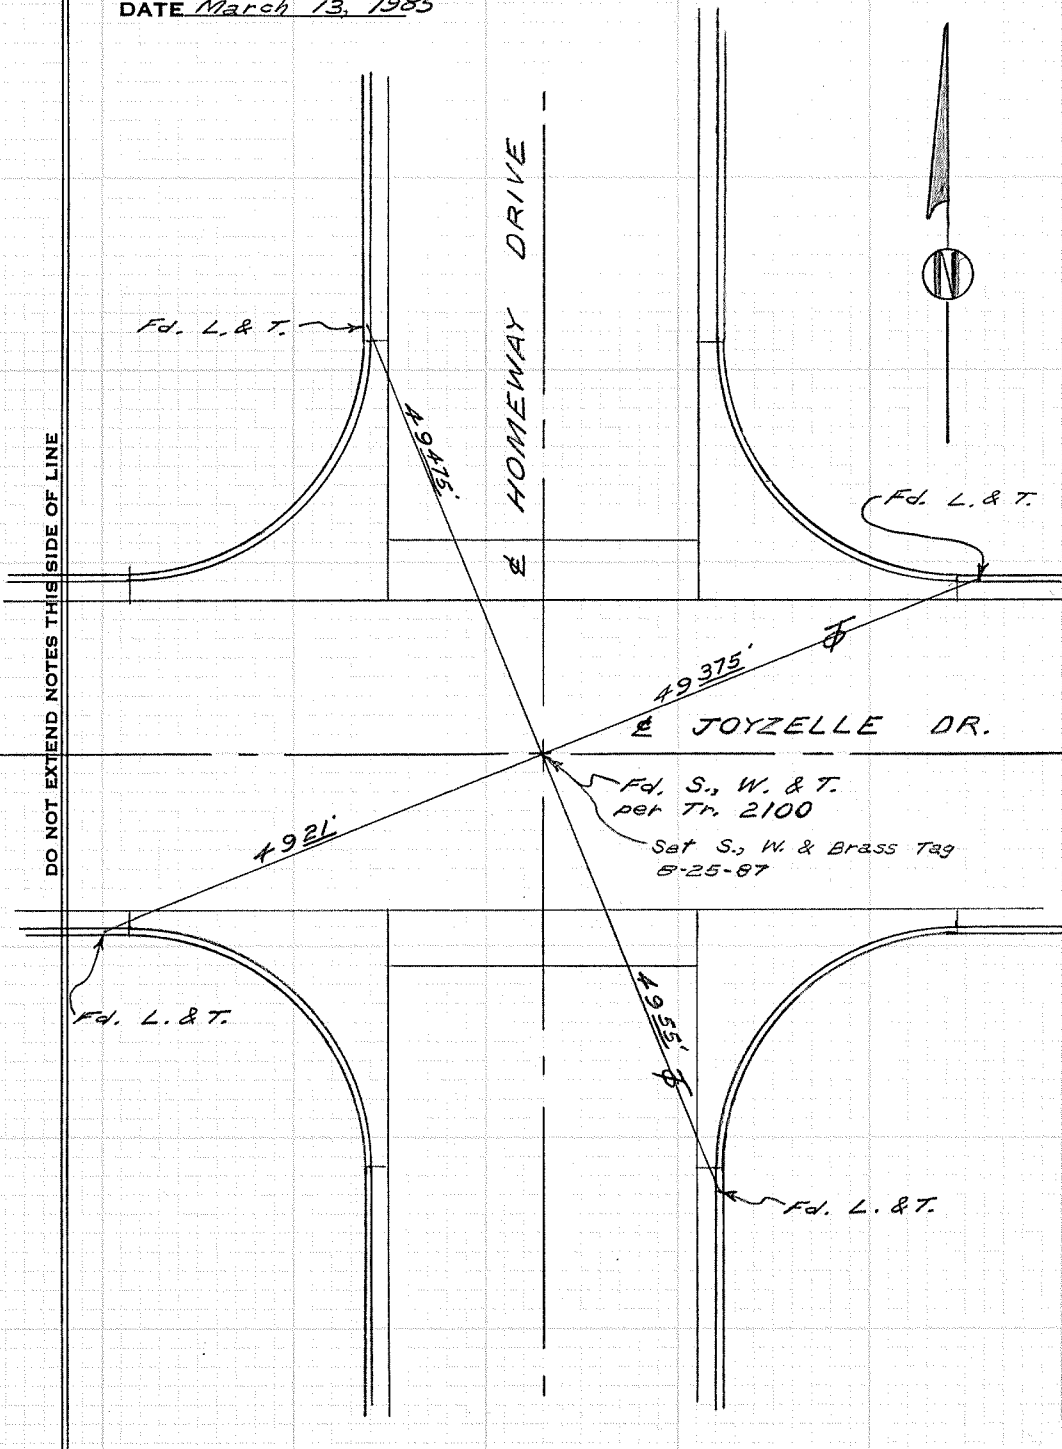 DATE March 13, 1985
HOMEWAY DRIVE
N
Fd. L. & T.
49 475'
DO NOT EXTEND NOTES THIS SIDE OF LINE
Fd. L. & T.
℄
49 375'
℄ JOYZELLE DR.
Fd. S., W. & T.
per Tr. 2100
49 21'
Set S., W. & Brass Tag
8-25-87
49 55'
Fd. L. & T.
Fd. L. & T.